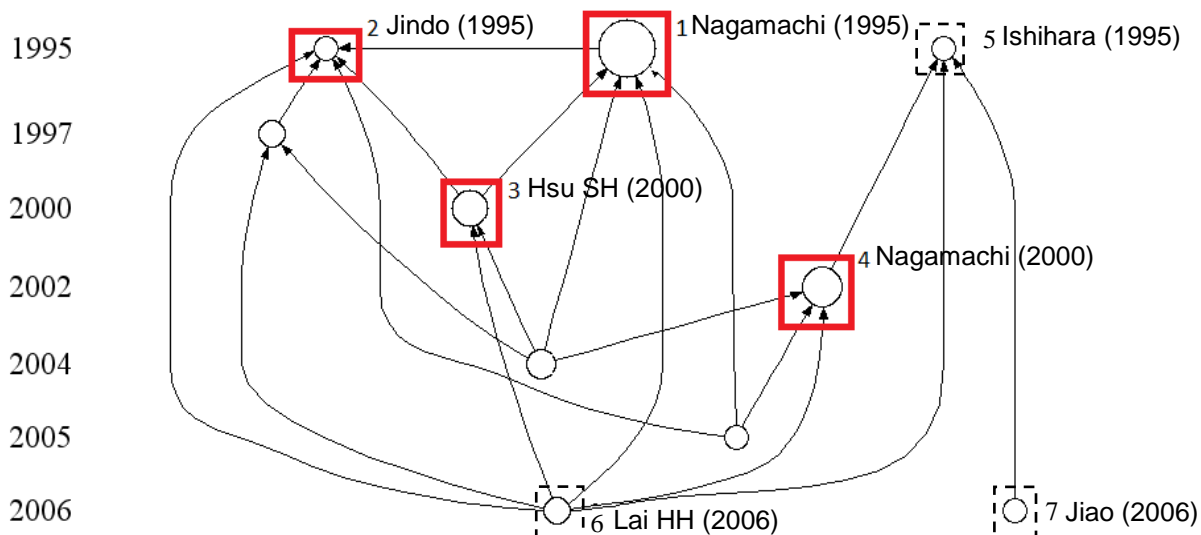 1995
2 Jindo (1995)
1 Nagamachi (1995)
5 Ishihara (1995)
1997
2000
3 Hsu SH (2000)
2002
4 Nagamachi (2000)
2004
2005
2006
6 Lai HH (2006)
7 Jiao (2006)